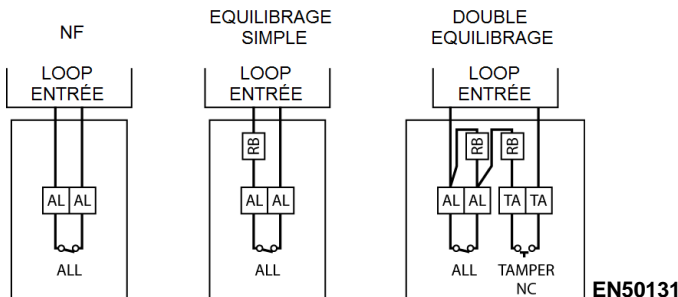 NF
LOOP
ENTRÉE
AL AL
ALL
EQUILIBRAGE
SIMPLE
LOOP
ENTRÉE
RB
AL AL
ALL
DOUBLE
EQUILIBRAGE
LOOP
ENTRÉE
RB RB
AL AL TA TA
ALL TAMPER
NC
EN50131